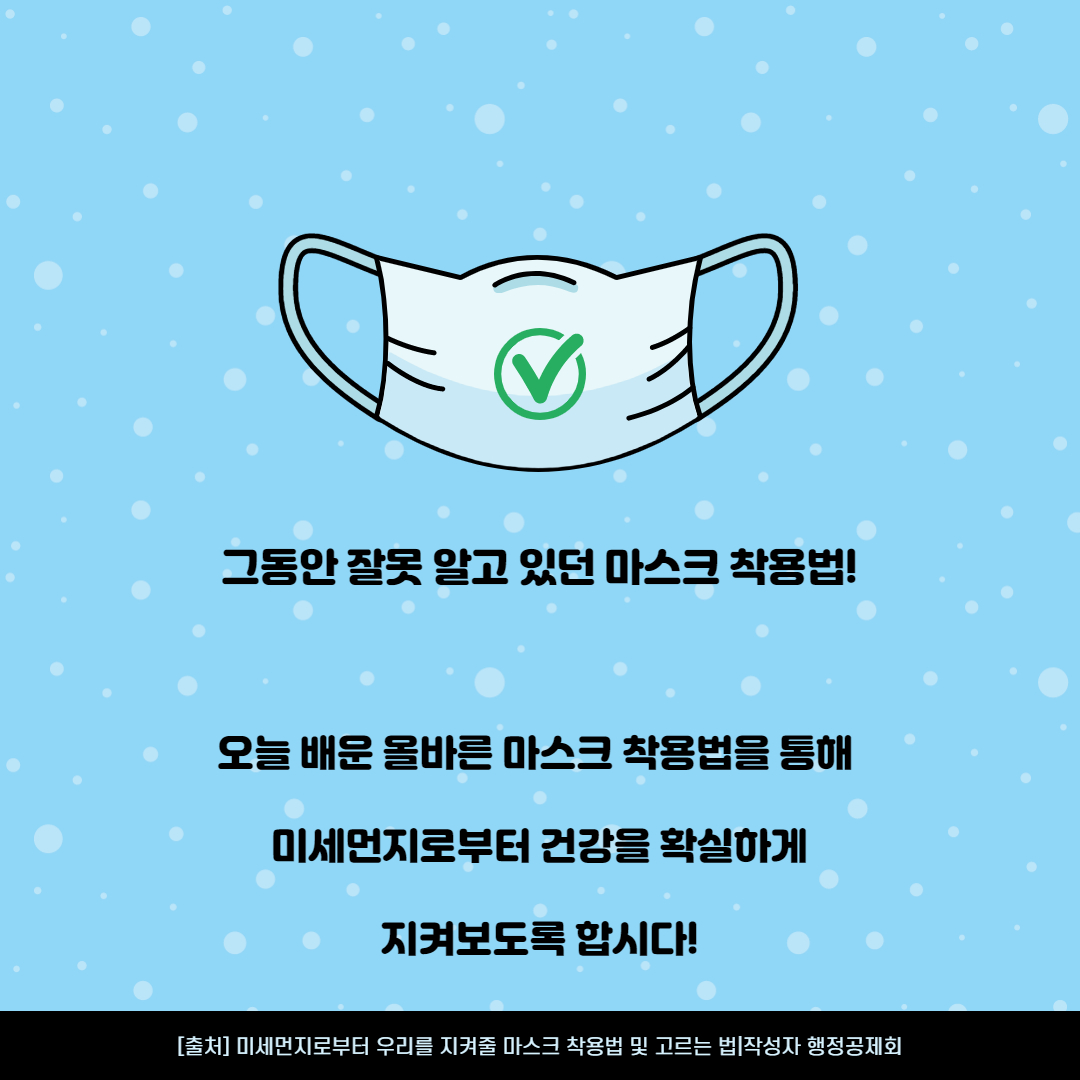 그동안 잘못 알고 있던 마스크 착용법!
오늘 배운 올바른 마스크 착용법을 통해
미세먼지로부터 건강을 확실하게
지켜보도록 합시다!
[출처] 미세먼지로부터 우리를 지켜줄 마스크 착용법 및 고르는 법|작성자 행정공제회